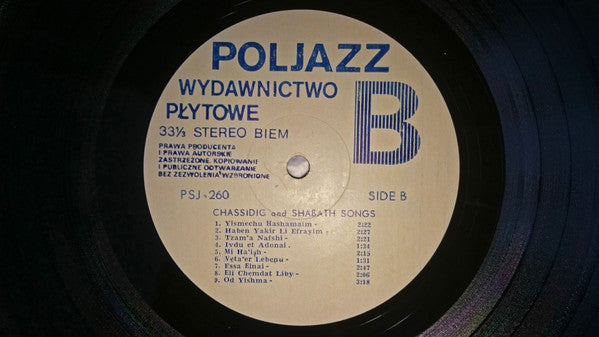 POLJAZZ
WYDAWNICTWO
PŁYTOWE
B
33⅓ STEREO BIEM
PRAWA PRODUCENTA
I PRAWA AUTORSKIE
ZASTRZEŻONE, KOPIOWANIE
I PUBLICZNE ODTWARZANIE
BEZ ZEZWOLENIA WZBRONIONE
PSJ-260
SIDE B
CHASSIDIC and SHABATH SONGS
1. Yismechu Hashamaim - 2:22
2. Haben Yakir Li Efrayim - 2:27
3. Tzam'a Nafshi - 2:21
4. Ivdu et Adonai - 1:34
5. Mi Ha'ish - 2:15
6. Veta'er Lebenu - 1:31
7. Essa Einai - 2:47
8. Eli Chemdat Liby - 2:06
9. Od Yishma - 3:18